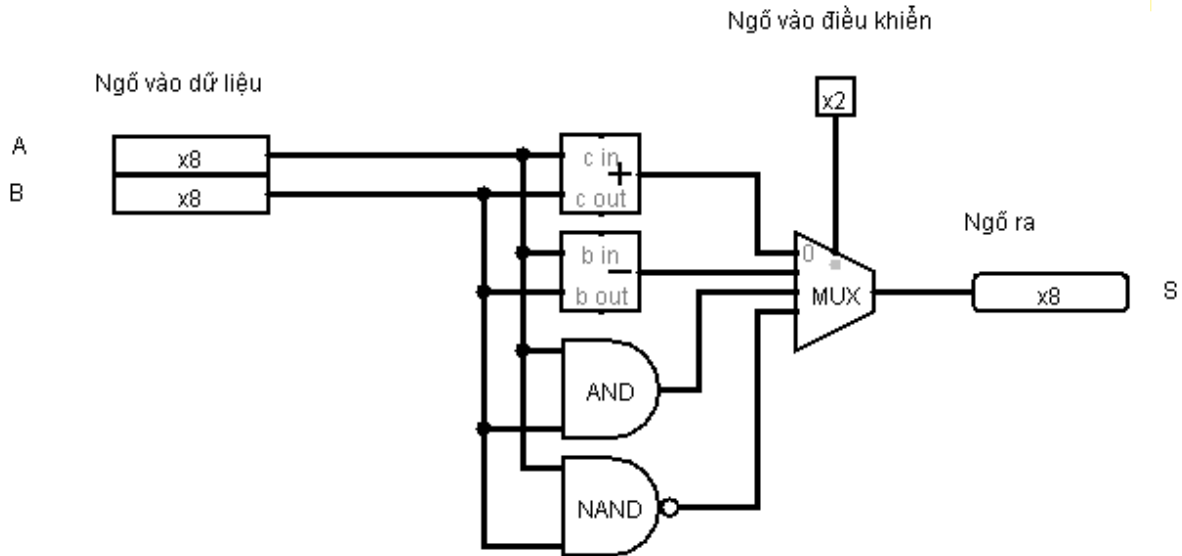 Ngõ vào điều khiển
x2
Ngõ vào dữ liệu
A
x8
B
x8
c in
+
c out
b in
−
b out
0
MUX
Ngõ ra
x8
S
AND
NAND